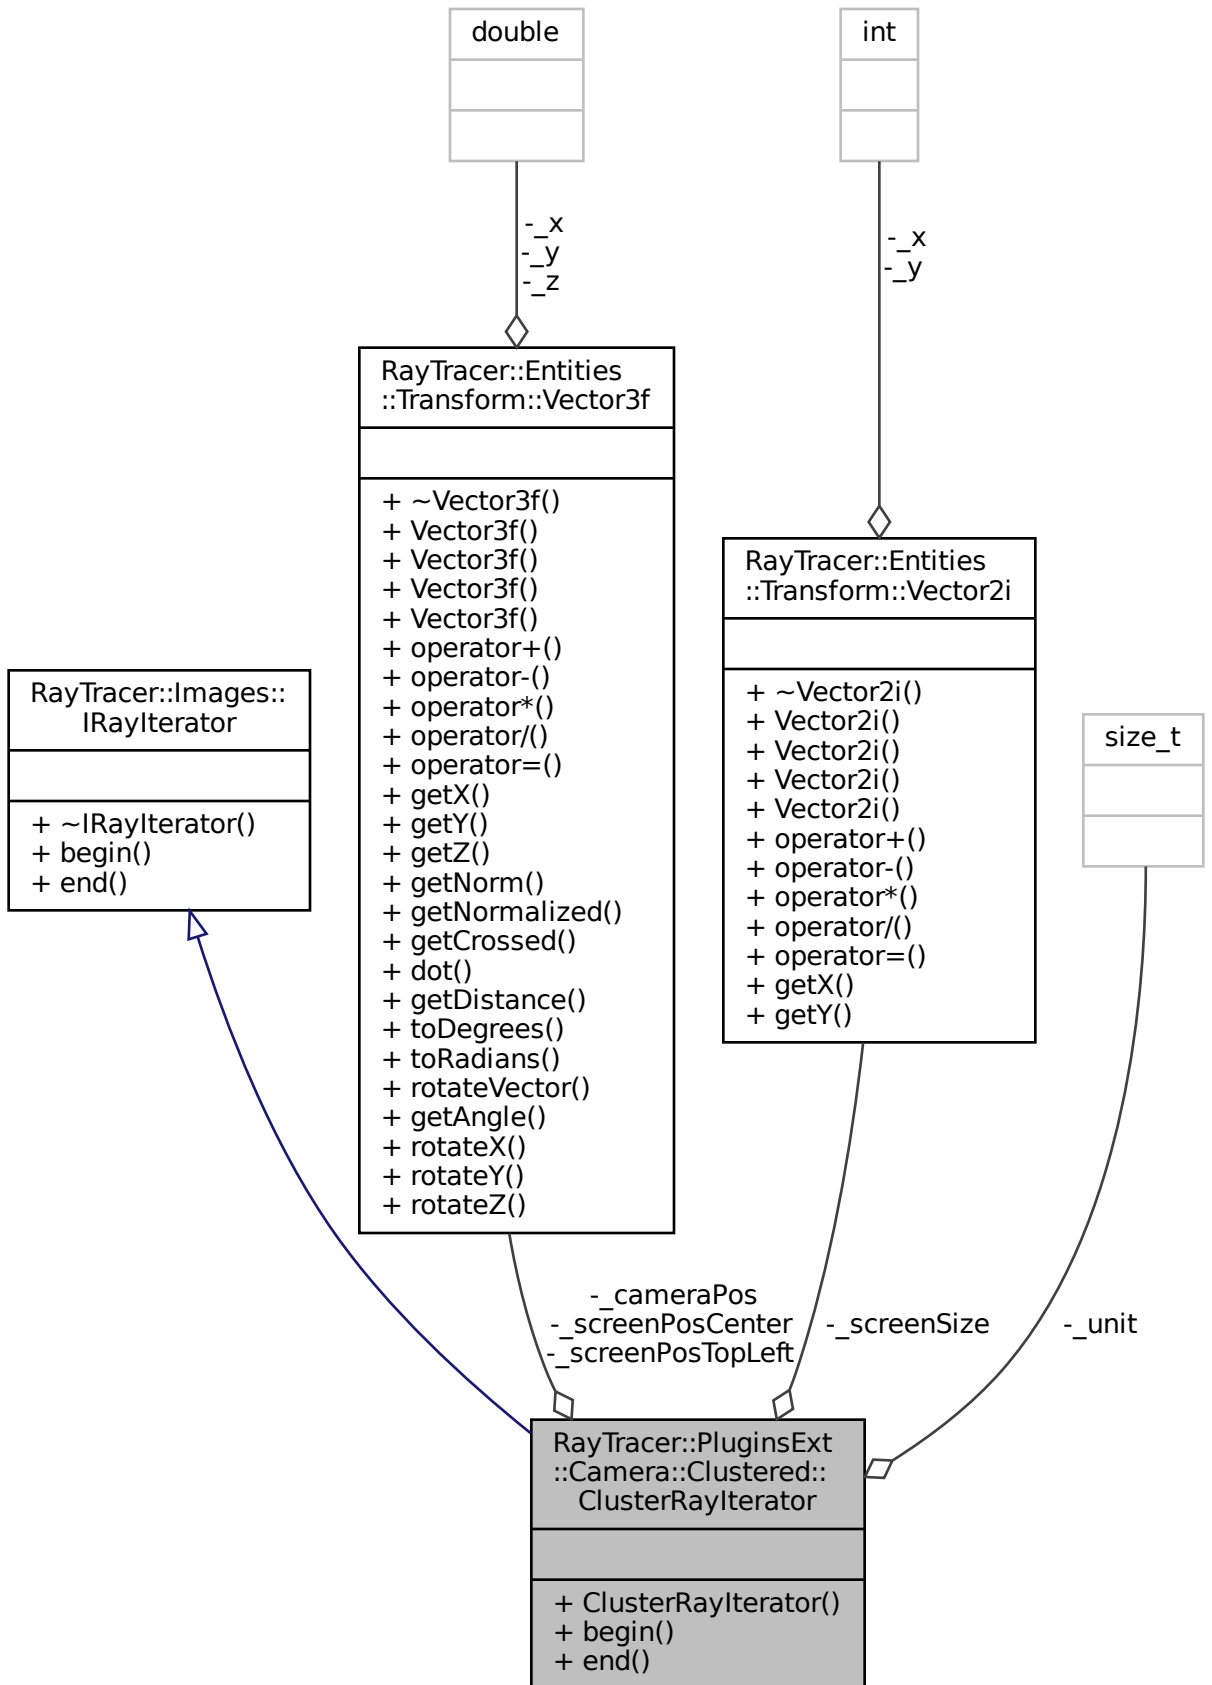 double
int
-_x
-_y
-_z
-_x
-_y
RayTracer::Entities
::Transform::Vector3f
+ ~Vector3f()
+ Vector3f()
+ Vector3f()
+ Vector3f()
+ Vector3f()
+ operator+()
+ operator-()
+ operator*()
+ operator/()
+ operator=()
+ getX()
+ getY()
+ getZ()
+ getNorm()
+ getNormalized()
+ getCrossed()
+ dot()
+ getDistance()
+ toDegrees()
+ toRadians()
+ rotateVector()
+ getAngle()
+ rotateX()
+ rotateY()
+ rotateZ()
RayTracer::Entities
::Transform::Vector2i
+ ~Vector2i()
+ Vector2i()
+ Vector2i()
+ Vector2i()
+ Vector2i()
+ operator+()
+ operator-()
+ operator*()
+ operator/()
+ operator=()
+ getX()
+ getY()
RayTracer::Images::
IRayIterator
+ ~IRayIterator()
+ begin()
+ end()
size_t
-_cameraPos
-_screenPosCenter
-_screenPosTopLeft
-_screenSize
-_unit
RayTracer::PluginsExt
::Camera::Clustered::
ClusterRayIterator
+ ClusterRayIterator()
+ begin()
+ end()